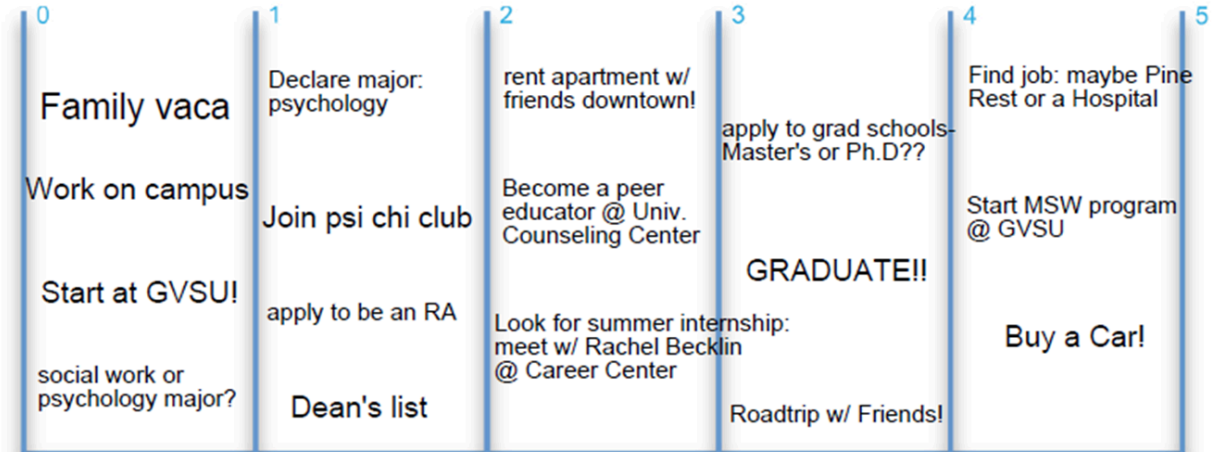 0
1
2
3
4
5
Family vaca
Work on campus
Start at GVSU!
social work or
psychology major?
Declare major:
psychology
Join psi chi club
apply to be an RA
Dean's list
rent apartment w/
friends downtown!
Become a peer
educator @ Univ.
Counseling Center
Look for summer internship:
meet w/ Rachel Becklin
@ Career Center
apply to grad schools-
Master's or Ph.D??
GRADUATE!!
Roadtrip w/ Friends!
Find job: maybe Pine
Rest or a Hospital
Start MSW program
@ GVSU
Buy a Car!